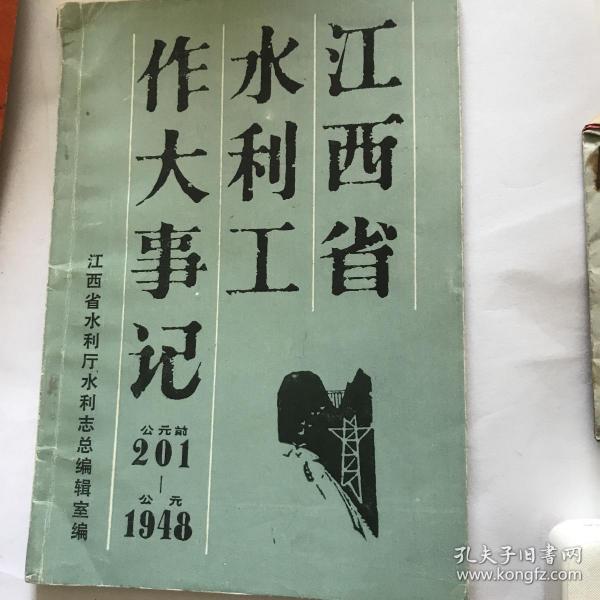 江西省
水利工
作大事记
公元前
201
—
公元
1948
江西省水利厅水利志总编辑室编
孔夫子旧书网
www.kongfz.com